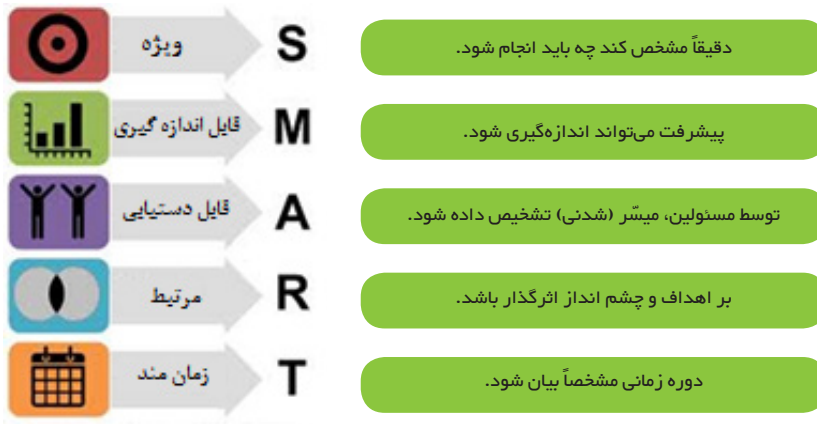 ویژه
S
دقیقاً مشخص کند چه باید انجام شود.
قایل اندازه گیری
M
پیشرفت می‌تواند اندازه‌گیری شود.
قایل دستیابی
A
توسط مسئولین، میسّر (شدنی) تشخیص داده شود.
مرتبط
R
بر اهداف و چشم انداز اثرگذار باشد.
زمان مند
T
دوره زمانی مشخصاً بیان شود.